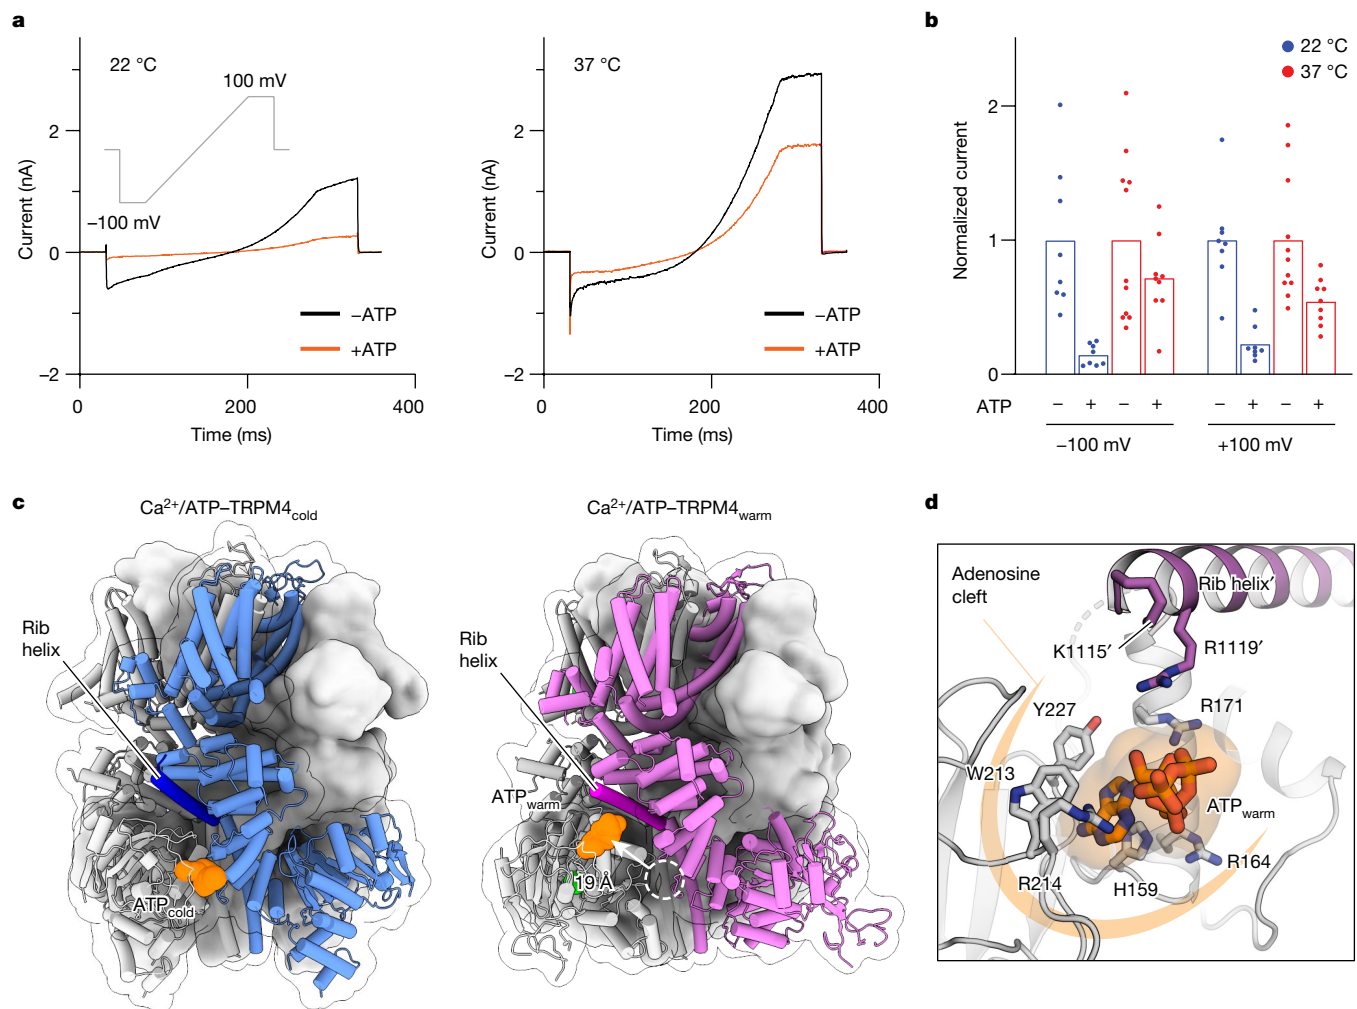 a
22 °C
100 mV
−100 mV
Current (nA)
2
0
−2
0
200
400
Time (ms)
−ATP
+ATP
37 °C
Current (nA)
2
0
−2
0
200
400
Time (ms)
−ATP
+ATP
b
22 °C
37 °C
Normalized current
2
1
0
ATP
− + − + − + − +
−100 mV
+100 mV
c
Ca2+/ATP–TRPM4cold
Rib
helix
ATPcold
Ca2+/ATP–TRPM4warm
Rib
helix
ATPwarm
19 Å
d
Adenosine
cleft
Rib helix′
K1115′
R1119′
Y227
R171
W213
ATPwarm
R164
R214
H159